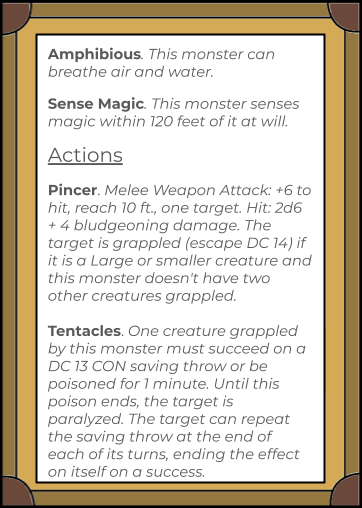 Amphibious. This monster can
breathe air and water.
Sense Magic. This monster senses
magic within 120 feet of it at will.
Actions
Pincer. Melee Weapon Attack: +6 to
hit, reach 10 ft., one target. Hit: 2d6
+ 4 bludgeoning damage. The
target is grappled (escape DC 14) if
it is a Large or smaller creature and
this monster doesn't have two
other creatures grappled.
Tentacles. One creature grappled
by this monster must succeed on a
DC 13 CON saving throw or be
poisoned for 1 minute. Until this
poison ends, the target is
paralyzed. The target can repeat
the saving throw at the end of
each of its turns, ending the effect
on itself on a success.